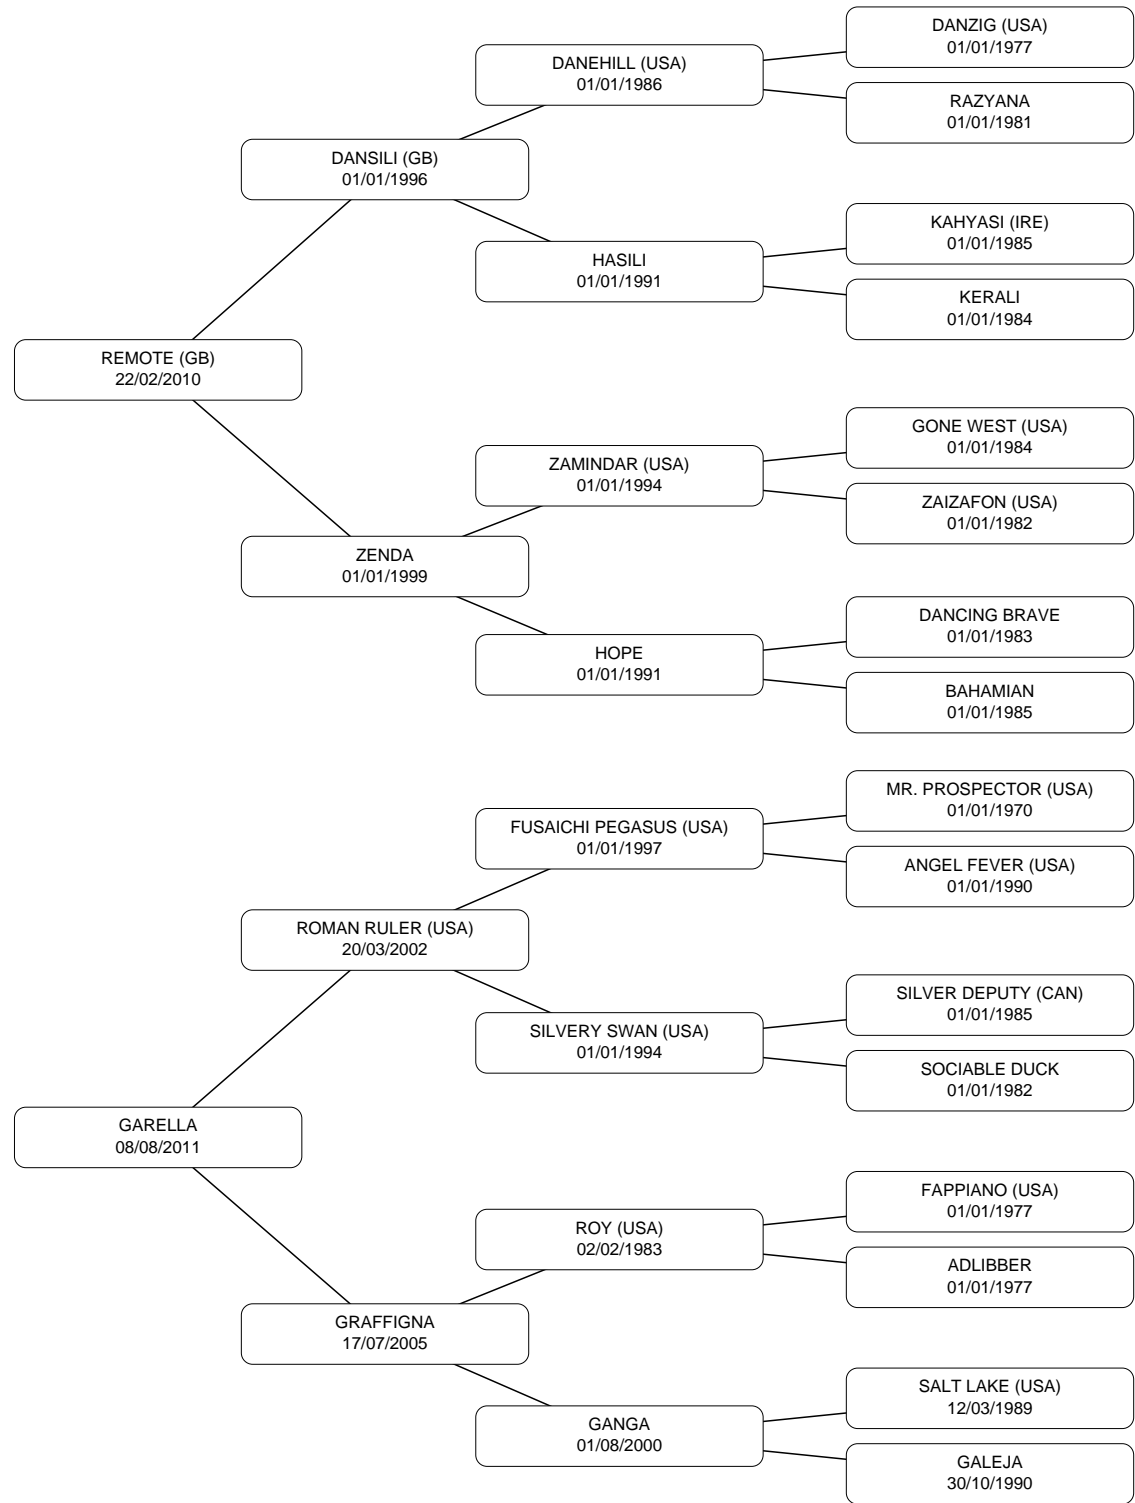 DANZIG (USA)
01/01/1977
DANEHILL (USA)
01/01/1986
RAZYANA
01/01/1981
DANSILI (GB)
01/01/1996
KAHYASI (IRE)
01/01/1985
HASILI
01/01/1991
KERALI
01/01/1984
REMOTE (GB)
22/02/2010
GONE WEST (USA)
01/01/1984
ZAMINDAR (USA)
01/01/1994
ZAIZAFON (USA)
01/01/1982
ZENDA
01/01/1999
DANCING BRAVE
01/01/1983
HOPE
01/01/1991
BAHAMIAN
01/01/1985
MR. PROSPECTOR (USA)
01/01/1970
FUSAICHI PEGASUS (USA)
01/01/1997
ANGEL FEVER (USA)
01/01/1990
ROMAN RULER (USA)
20/03/2002
SILVER DEPUTY (CAN)
01/01/1985
SILVERY SWAN (USA)
01/01/1994
SOCIABLE DUCK
01/01/1982
GARELLA
08/08/2011
FAPPIANO (USA)
01/01/1977
ROY (USA)
02/02/1983
ADLIBBER
01/01/1977
GRAFFIGNA
17/07/2005
SALT LAKE (USA)
12/03/1989
GANGA
01/08/2000
GALEJA
30/10/1990